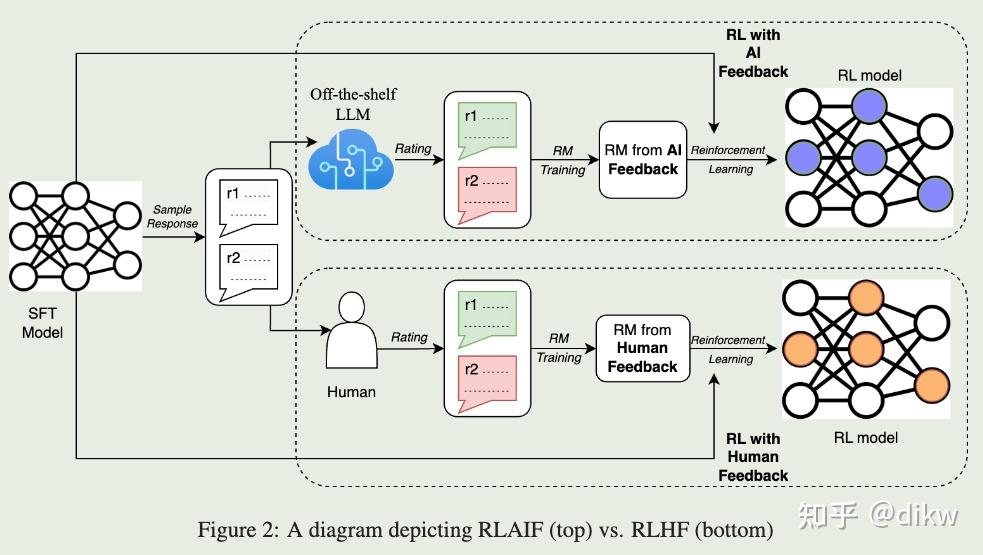 RL with
AI
Feedback
RL model
Off-the-shelf
LLM
r1 ......
..........
r2 ......
..........
Rating
RM
Training
RM from AI
Feedback
Reinforcement
Learning
Sample
Response
r1
..........
r2
..........
SFT
Model
Human
Rating
r1
..........
r2
..........
RM
Training
RM from
Human
Feedback
Reinforcement
Learning
RL with
Human
Feedback
RL model
Figure 2: A diagram depicting RLAIF (top) vs. RLHF (bottom)
知乎 @dikw